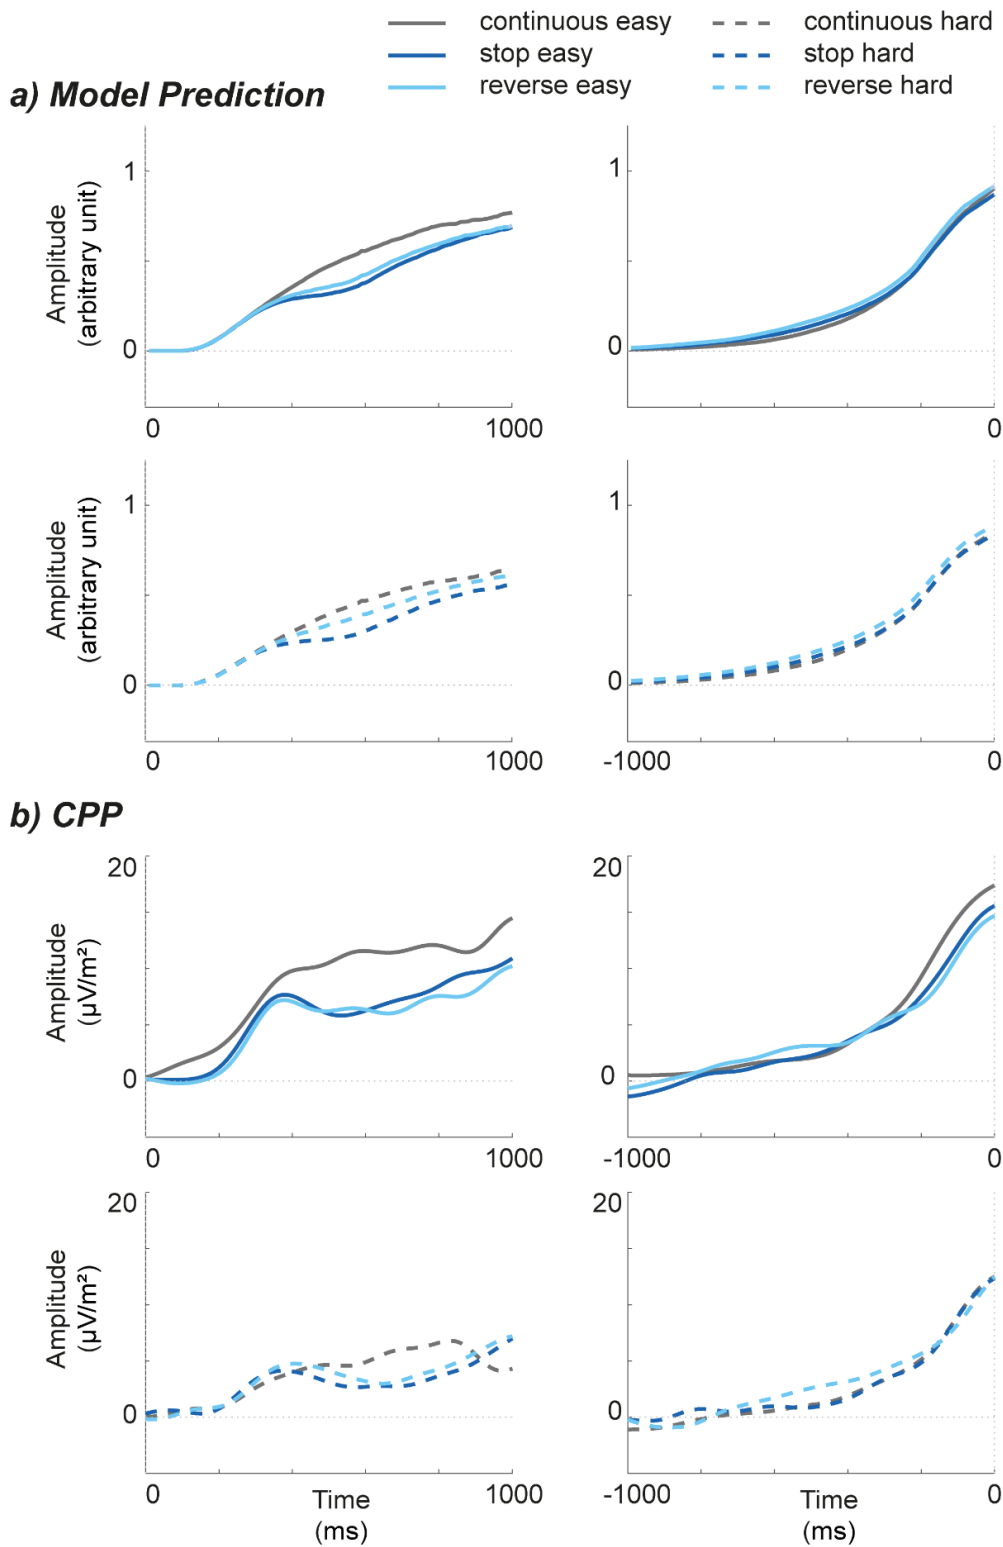 continuous easy
continuous hard
stop easy
stop hard
reverse easy
reverse hard
a) Model Prediction
Amplitude
(arbitrary unit)
1
0
0
1000
1
0
0
Amplitude
(arbitrary unit)
1
0
0
1000
1
0
-1000
0
b) CPP
Amplitude
(µV/m²)
20
0
0
1000
20
0
-1000
0
Amplitude
(µV/m²)
20
0
0
Time
(ms)
1000
20
0
-1000
Time
(ms)
0